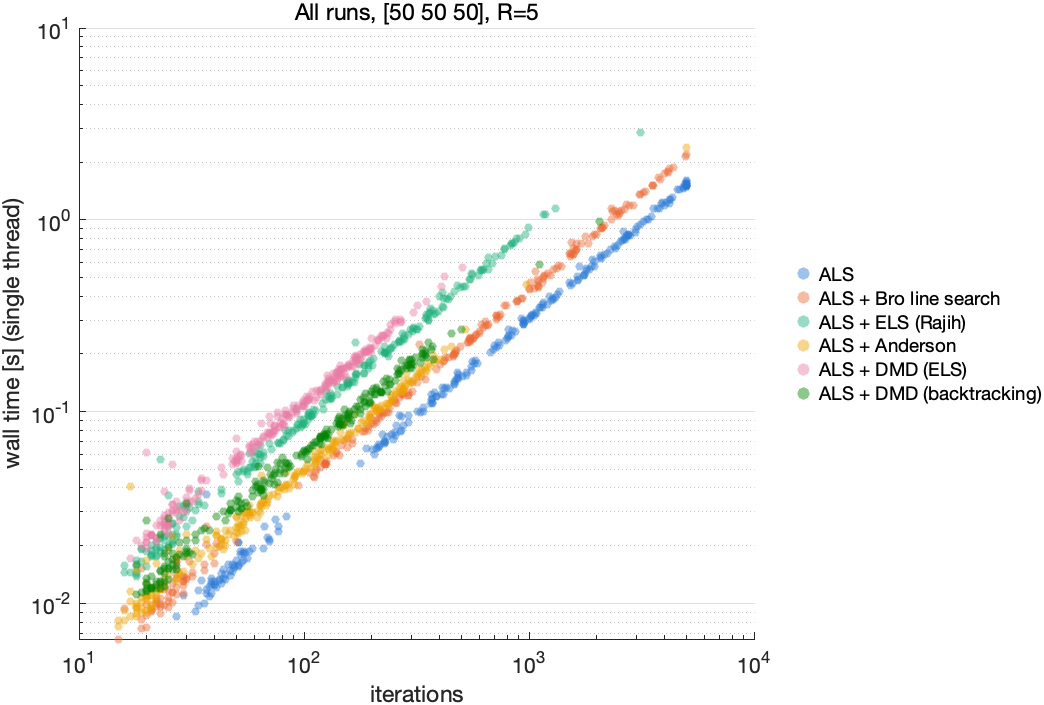 All runs, [50 50 50], R=5
10^1
10^0
10^-1
10^-2
wall time [s] (single thread)
10^1
10^2
10^3
10^4
iterations
ALS
ALS + Bro line search
ALS + ELS (Rajih)
ALS + Anderson
ALS + DMD (ELS)
ALS + DMD (backtracking)